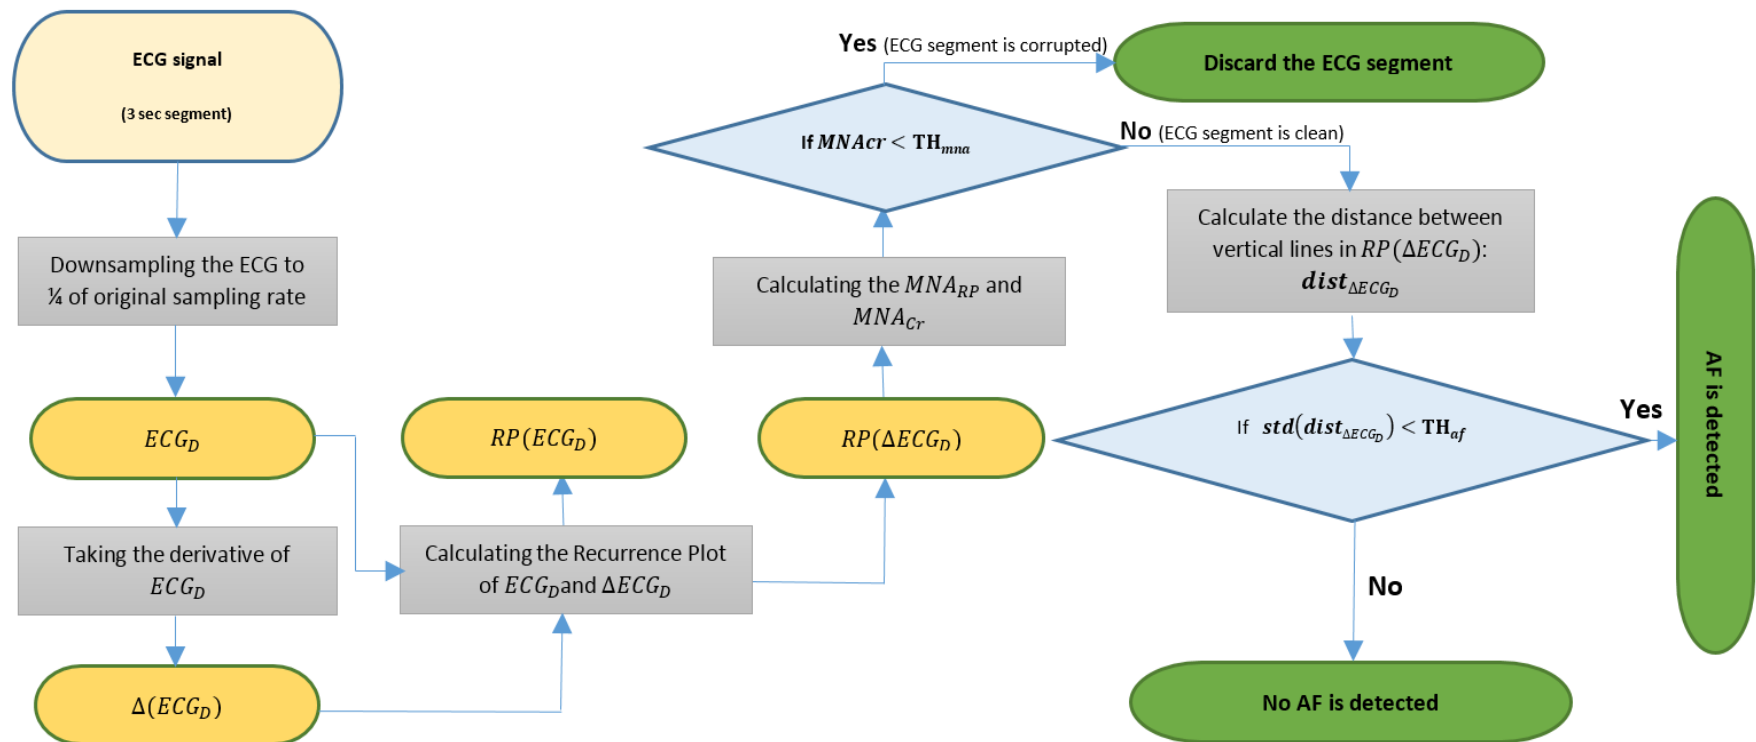 ECG signal
(3 sec segment)
Downsampling the ECG to
¼ of original sampling rate
ECG_D
Taking the derivative of
ECG_D
Δ(ECG_D)
RP(ECG_D)
Calculating the Recurrence Plot
of ECG_D and ΔECG_D
RP(ΔECG_D)
Calculating the MNA_RP and
MNA_Cr
If MNAcr < TH_mna
Yes (ECG segment is corrupted)
Discard the ECG segment
No (ECG segment is clean)
Calculate the distance between
vertical lines in RP(ΔECG_D):
dist_ΔECG_D
If std(dist_ΔECG_D) < TH_af
Yes
AF is detected
No
No AF is detected